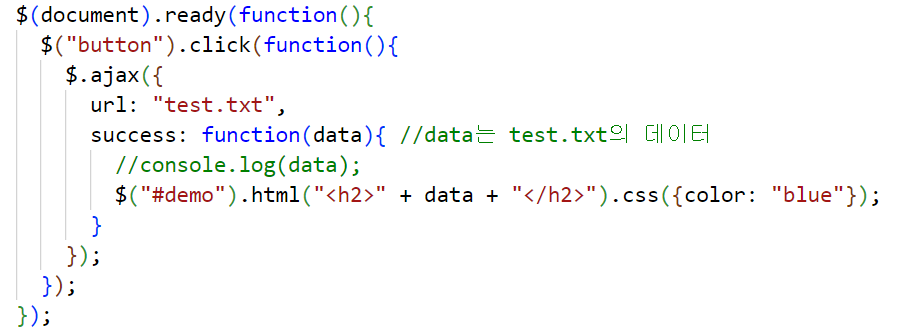 $(document).ready(function(){
$("button").click(function(){
$.ajax({
url: "test.txt",
success: function(data){ //data는 test.txt의 데이터
//console.log(data);
$("#demo").html("<h2>" + data + "</h2>").css({color: "blue"});
}
});
});
});